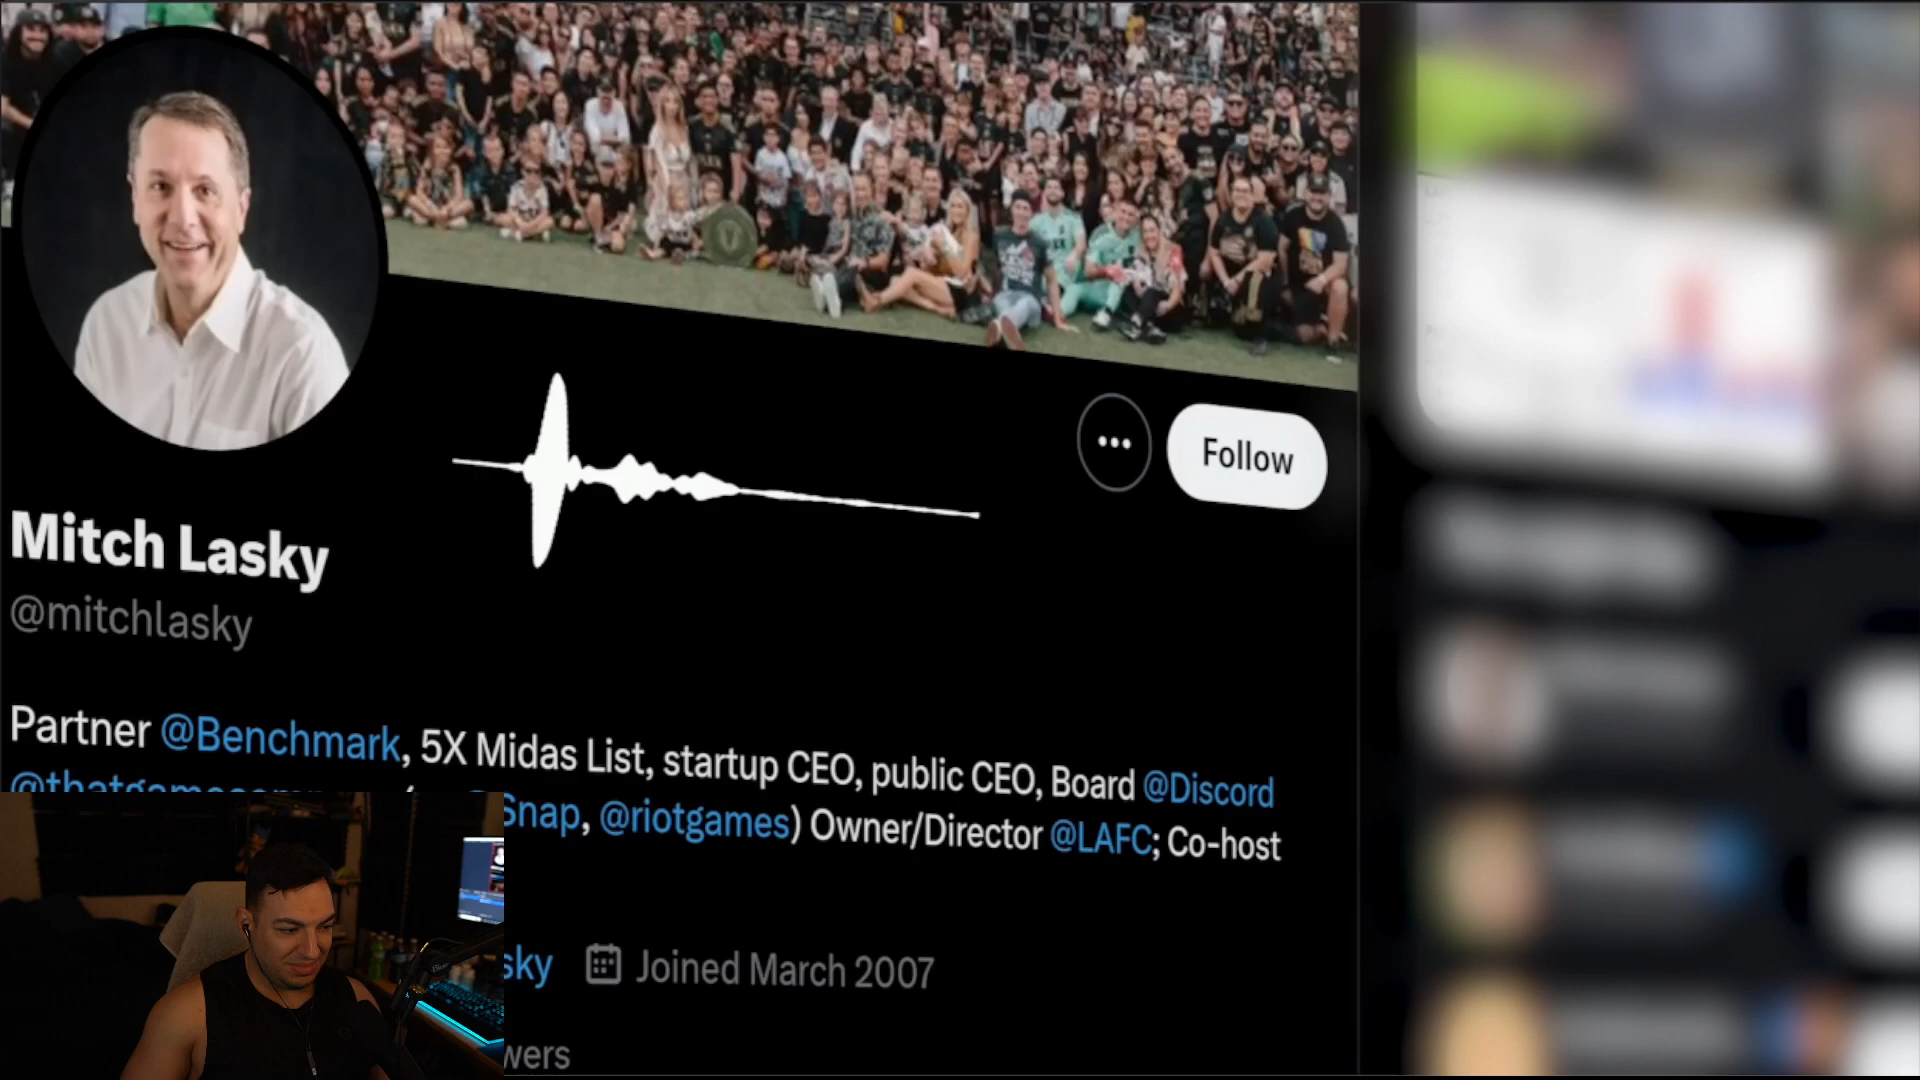 Follow
Mitch Lasky
@mitchlasky
Partner @Benchmark, 5X Midas List, startup CEO, public CEO, Board @Discord
Snap, @riotgames) Owner/Director @LAFC; Co-host
sky Joined March 2007
wers